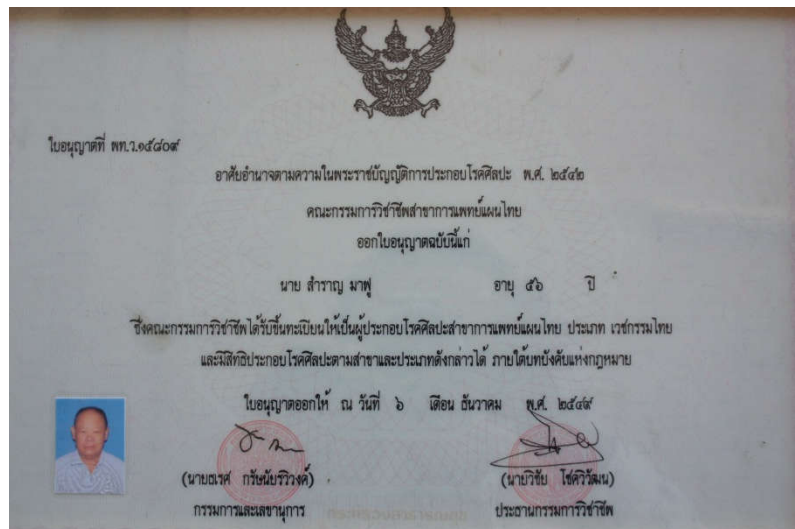 ใบอนุญาตที่ พท.ว.๑๕๘๐๙
อาศัยอำนาจตามความในพระราชบัญญัติการประกอบโรคศิลปะ พ.ศ. ๒๕๔๒
คณะกรรมการวิชาชีพสาขาการแพทย์แผนไทย
ออกใบอนุญาตฉบับนี้แก่
นาย สำราญ มาฟู อายุ ๕๖ ปี
ซึ่งคณะกรรมการวิชาชีพได้รับขึ้นทะเบียนให้เป็นผู้ประกอบโรคศิลปะสาขาการแพทย์แผนไทย ประเภท เวชกรรมไทย
และมีสิทธิประกอบโรคศิลปะตามสาขาและประเภทดังกล่าวได้ ภายใต้บทบังคับแห่งกฎหมาย
ใบอนุญาตออกให้ ณ วันที่ ๖ เดือน ธันวาคม พ.ศ. ๒๕๔๙
(นายธเรศ กรัษนัยรวิวงค์) (นายวิชัย โชควิวัฒน)
กรรมการและเลขานุการ ประธานกรรมการวิชาชีพ